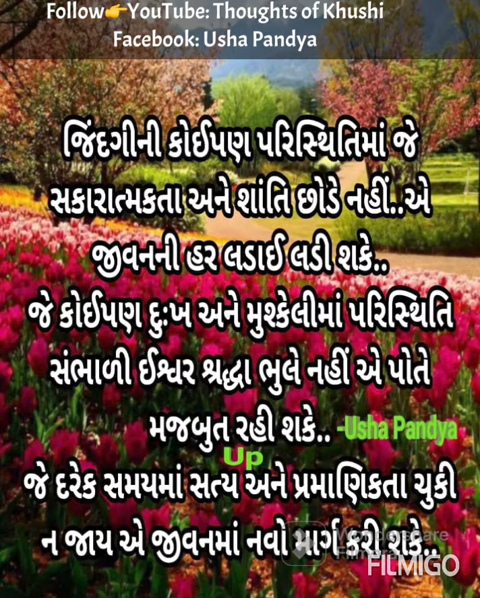 Follow👉YouTube: Thoughts of Khushi
Facebook: Usha Pandya
જિંદગીની કોઈપણ પરિસ્થિતિમાં જે
સકારાત્મકતા અને શાંતિ છોડે નહીં..એ
જીવનની હર લડાઈ લડી શકે..
જે કોઈપણ દુઃખ અને મુશ્કેલીમાં પરિસ્થિતિ
સંભાળી ઈશ્વર શ્રદ્ધા ભુલે નહીં એ પોતે
મજબુત રહી શકે.. -Usha Pandya
Up
જે દરેક સમયમાં સત્ય અને પ્રમાણિકતા ચુકી
ન જાય એ જીવનમાં નવો માર્ગ કરી શકે..
Wondershare
Filmora
FILMIGO